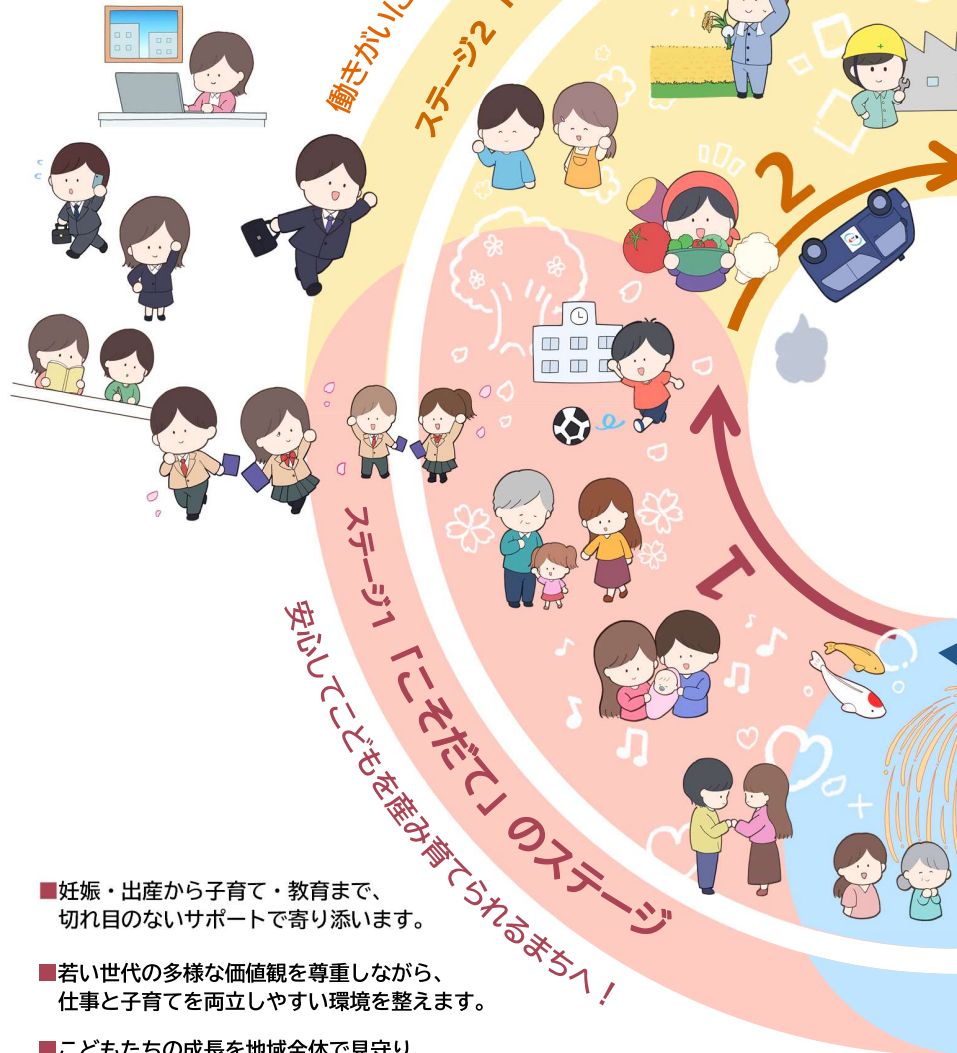 働きがいに
ステージ2
2
1
ステージ1「こそだて」のステージ
安心してこどもを産み育てられるまちへ！
■妊娠・出産から子育て・教育まで、
切れ目のないサポートで寄り添います。
■若い世代の多様な価値観を尊重しながら、
仕事と子育てを両立しやすい環境を整えます。
■こどもたちの成長を地域全体で見守り、